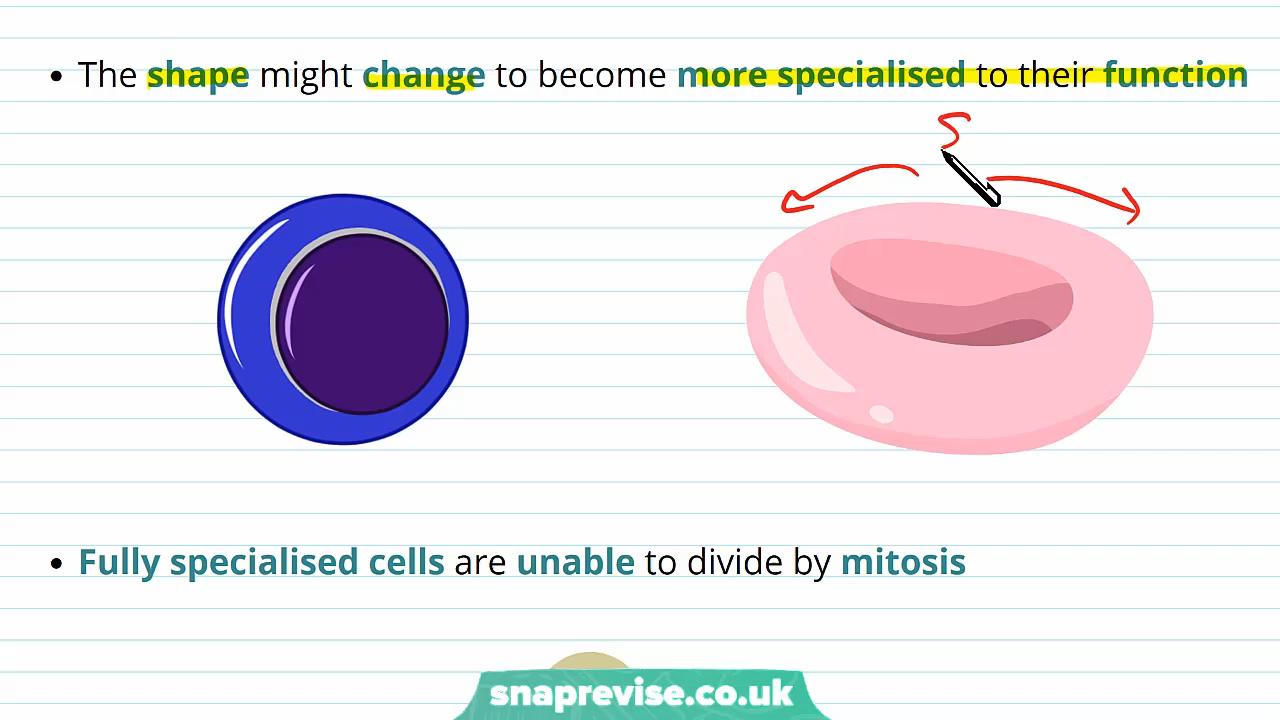 • The shape might change to become more specialised to their function
S
• Fully specialised cells are unable to divide by mitosis
snaprevise.co.uk